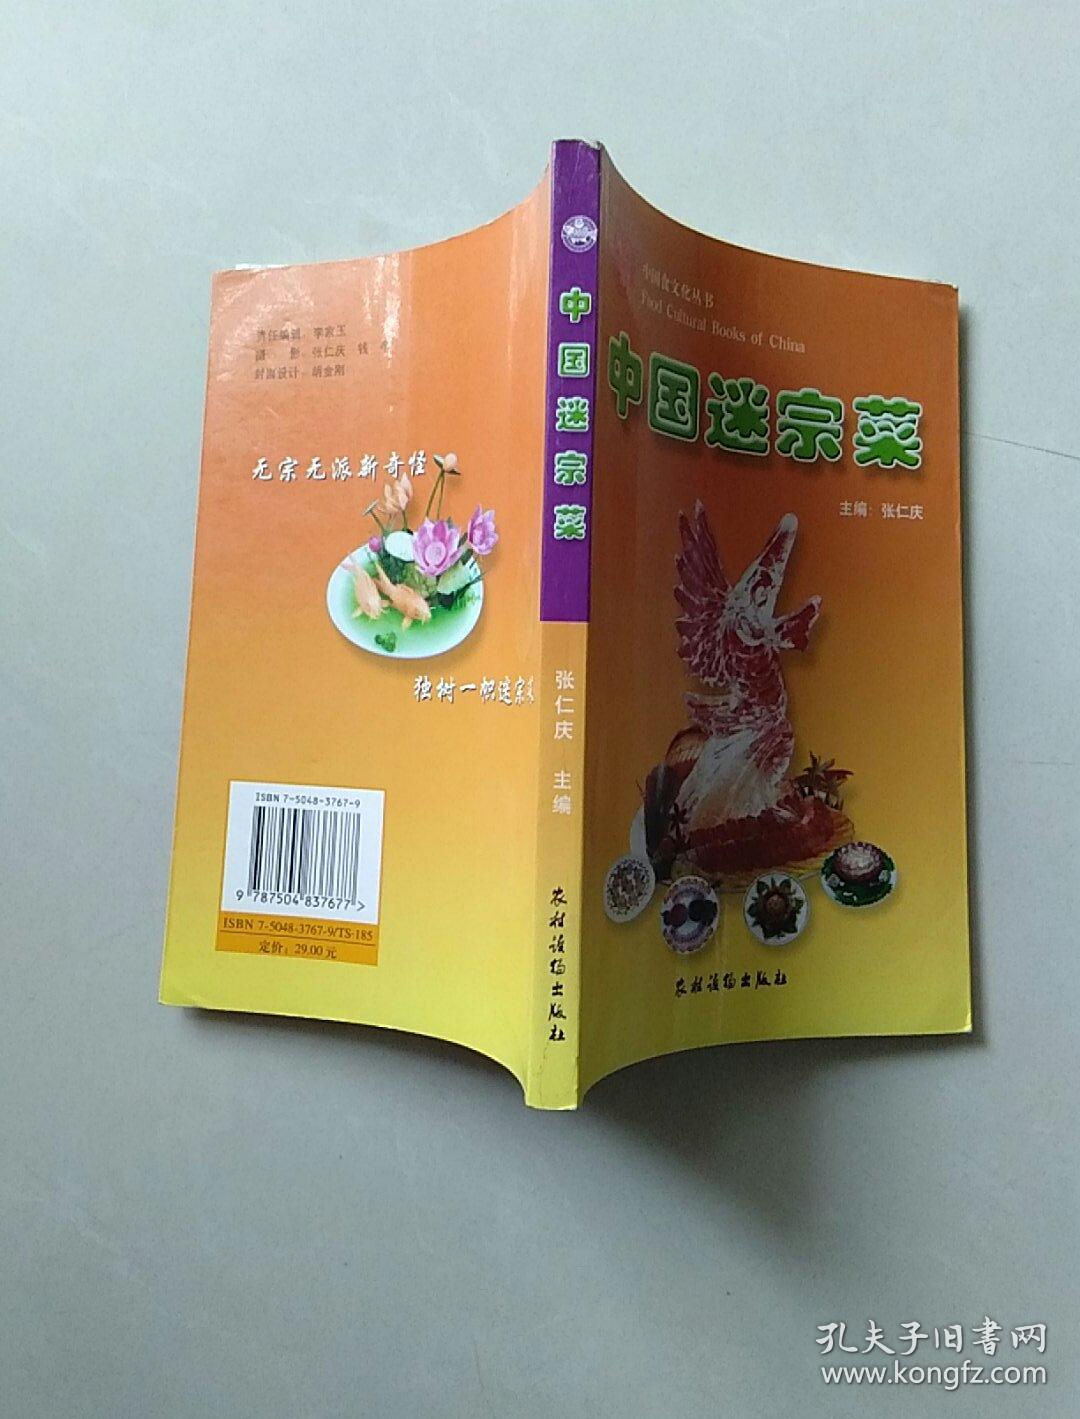 责任编辑：李家玉
摄　影：张仁庆　钱
封面设计：胡金刚
无宗无派新奇怪
独树一帜迷宗菜
ISBN 7-5048-3767-9
9 787504 837677 >
ISBN 7-5048-3767-9/TS·185
定价：29.00元
中国迷宗菜
张仁庆 主编
农村读物出版社
中国食文化丛书
Food Cultural Books of China
中国迷宗菜
主编：张仁庆
农村读物出版社
孔夫子旧书网
www.kongfz.com